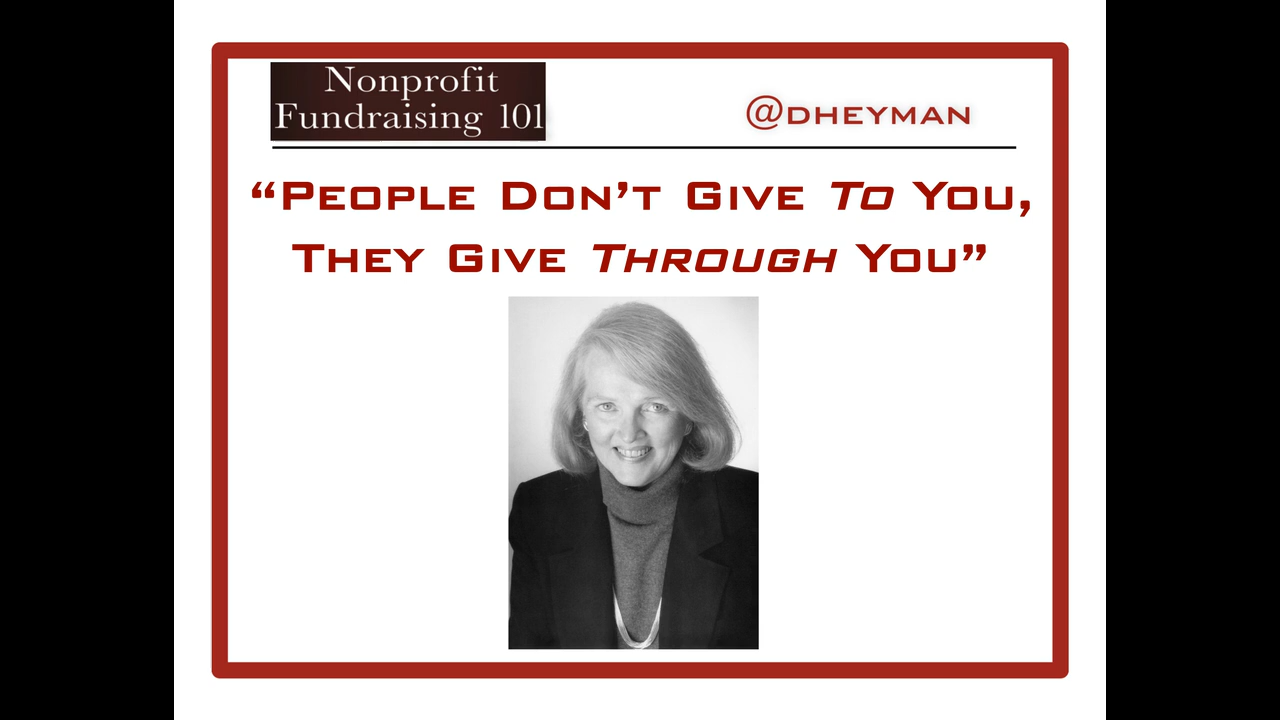 Nonprofit
Fundraising 101
@DHEYMAN
“PEOPLE DON’T GIVE TO YOU,
THEY GIVE THROUGH YOU”